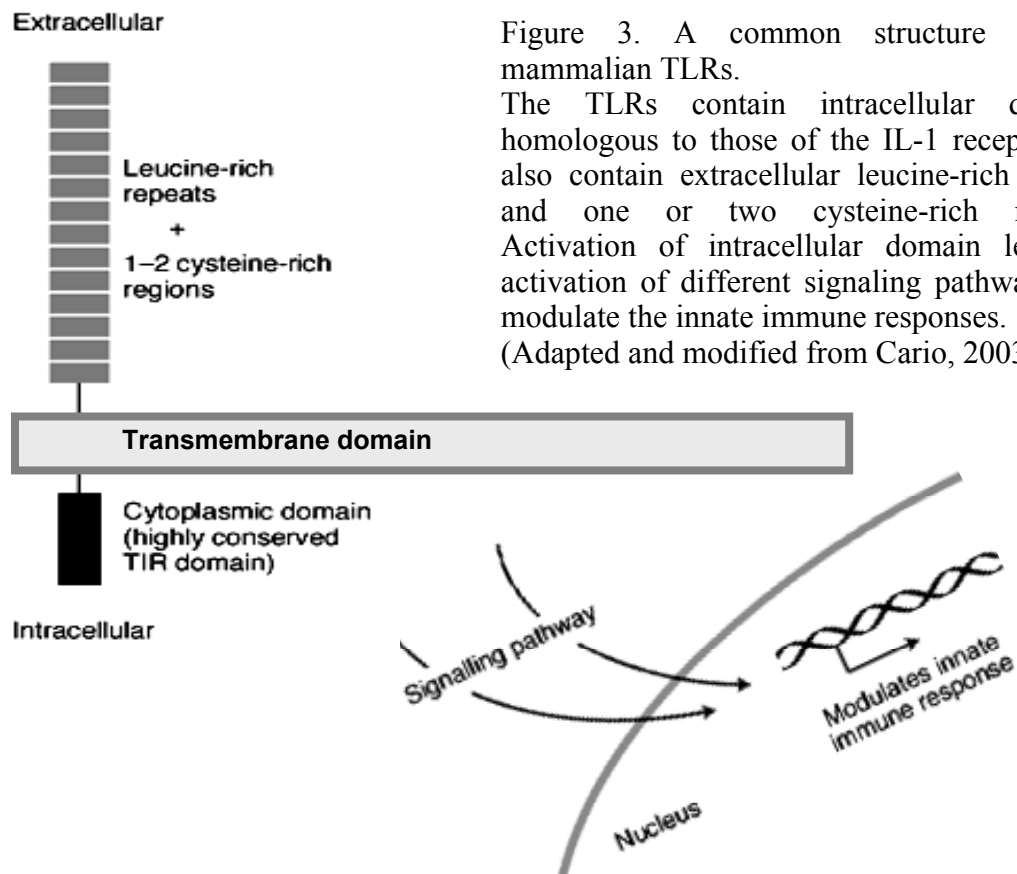 Extracellular
Figure 3. A common structure
mammalian TLRs.
The TLRs contain intracellular
homologous to those of the IL-1
also contain extracellular leucine-rich
and one or two cysteine-rich
Activation of intracellular domain
activation of different signaling
modulate the innate immune responses.
(Adapted and modified from Cario, 2003
Leucine-rich
repeats
+
1–2 cysteine-rich
regions
Transmembrane domain
Cytoplasmic domain
(highly conserved
TIR domain)
Intracellular
Signalling pathway
Modulates innate
immune response
Nucleus